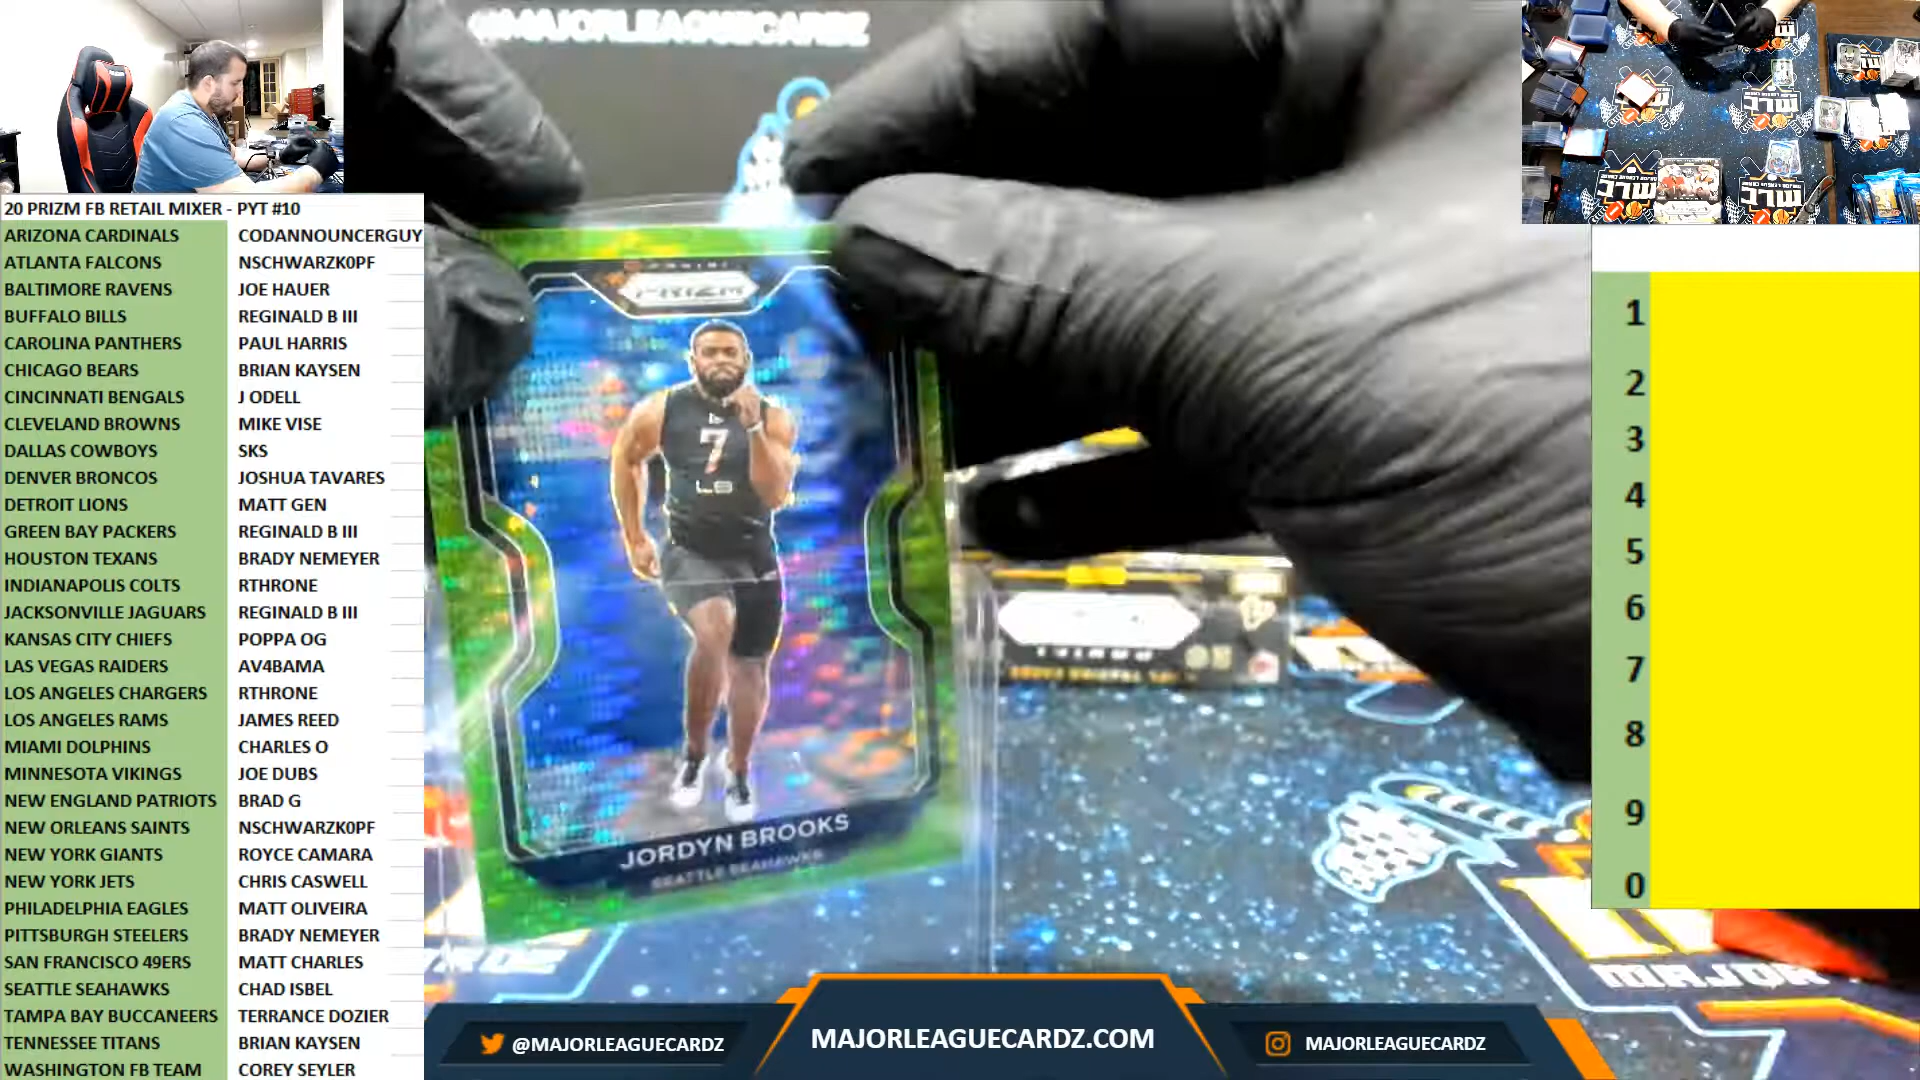 @MAJORLEAGUECARDZ
20 PRIZM FB RETAIL MIXER - PYT #10
ARIZONA CARDINALS CODANNOUNCERGUY
ATLANTA FALCONS NSCHWARZK0PF
BALTIMORE RAVENS JOE HAUER
BUFFALO BILLS REGINALD B III
CAROLINA PANTHERS PAUL HARRIS
CHICAGO BEARS BRIAN KAYSEN
CINCINNATI BENGALS J ODELL
CLEVELAND BROWNS MIKE VISE
DALLAS COWBOYS SKS
DENVER BRONCOS JOSHUA TAVARES
DETROIT LIONS MATT GEN
GREEN BAY PACKERS REGINALD B III
HOUSTON TEXANS BRADY NEMEYER
INDIANAPOLIS COLTS RTHRONE
JACKSONVILLE JAGUARS REGINALD B III
KANSAS CITY CHIEFS POPPA OG
LAS VEGAS RAIDERS AV4BAMA
LOS ANGELES CHARGERS RTHRONE
LOS ANGELES RAMS JAMES REED
MIAMI DOLPHINS CHARLES O
MINNESOTA VIKINGS JOE DUBS
NEW ENGLAND PATRIOTS BRAD G
NEW ORLEANS SAINTS NSCHWARZK0PF
NEW YORK GIANTS ROYCE CAMARA
NEW YORK JETS CHRIS CASWELL
PHILADELPHIA EAGLES MATT OLIVEIRA
PITTSBURGH STEELERS BRADY NEMEYER
SAN FRANCISCO 49ERS MATT CHARLES
SEATTLE SEAHAWKS CHAD ISBEL
TAMPA BAY BUCCANEERS TERRANCE DOZIER
TENNESSEE TITANS BRIAN KAYSEN
WASHINGTON FB TEAM COREY SEYLER
PANINI
PRIZM
7
LB
JORDYN BROOKS
SEATTLE SEAHAWKS
1
2
3
4
5
6
7
8
9
0
@MAJORLEAGUECARDZ
MAJORLEAGUECARDZ.COM
MAJORLEAGUECARDZ